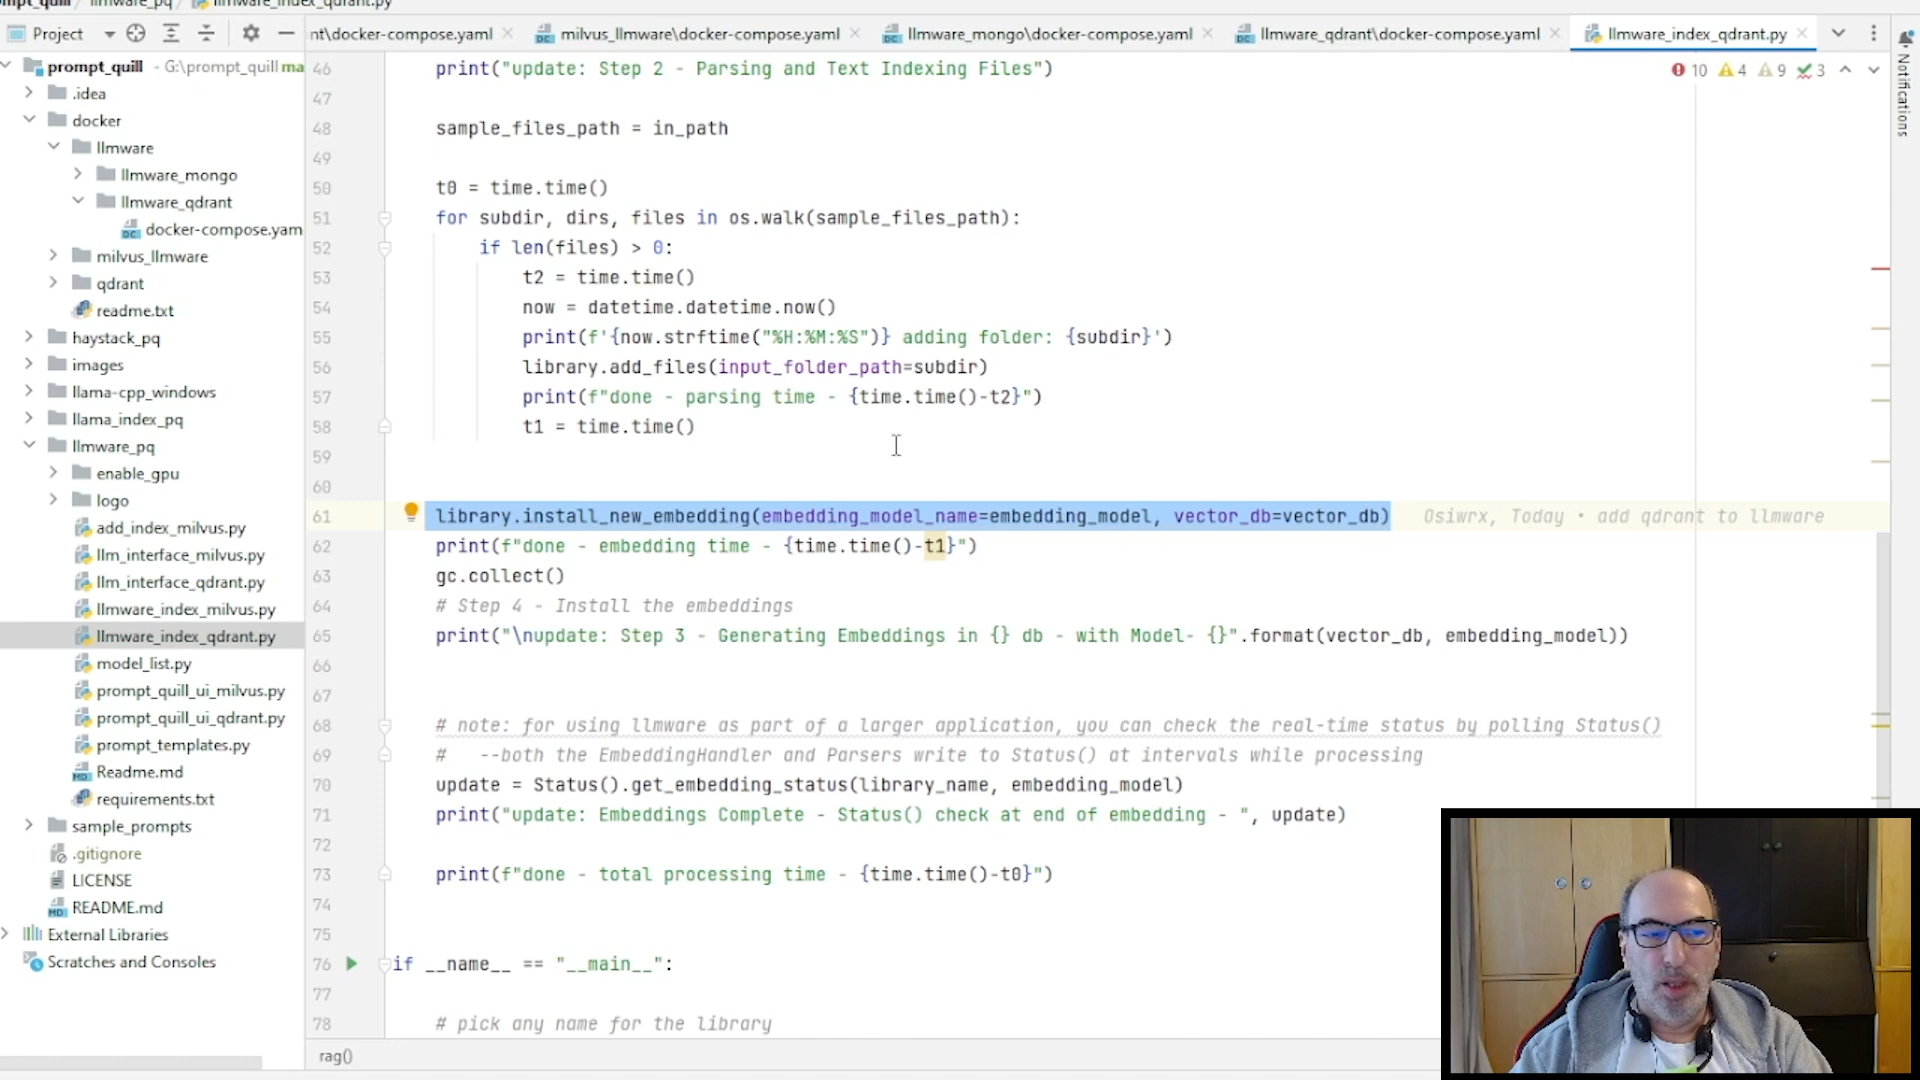 prompt_quill
llmware_pq
llmware_index_qdrant.py
Project
nt\docker-compose.yaml
milvus_llmware\docker-compose.yaml
llmware_mongo\docker-compose.yaml
llmware_qdrant\docker-compose.yaml
llmware_index_qdrant.py
prompt_quill - G:\prompt_quill ma
.idea
docker
llmware
llmware_mongo
llmware_qdrant
docker-compose.yam
milvus_llmware
qdrant
readme.txt
haystack_pq
images
llama-cpp_windows
llama_index_pq
llmware_pq
enable_gpu
logo
add_index_milvus.py
llm_interface_milvus.py
llm_interface_qdrant.py
llmware_index_milvus.py
llmware_index_qdrant.py
model_list.py
prompt_quill_ui_milvus.py
prompt_quill_ui_qdrant.py
prompt_templates.py
Readme.md
requirements.txt
sample_prompts
.gitignore
LICENSE
README.md
External Libraries
Scratches and Consoles
10 4 9 3
Notifications
46 print("update: Step 2 - Parsing and Text Indexing Files")
47
48 sample_files_path = in_path
49
50 t0 = time.time()
51 for subdir, dirs, files in os.walk(sample_files_path):
52 if len(files) > 0:
53 t2 = time.time()
54 now = datetime.datetime.now()
55 print(f'{now.strftime("%H:%M:%S")} adding folder: {subdir}')
56 library.add_files(input_folder_path=subdir)
57 print(f"done - parsing time - {time.time()-t2}")
58 t1 = time.time()
59
60
61 library.install_new_embedding(embedding_model_name=embedding_model, vector_db=vector_db) Osiwrx, Today • add qdrant to llmware
62 print(f"done - embedding time - {time.time()-t1}")
63 gc.collect()
64 # Step 4 - Install the embeddings
65 print("\nupdate: Step 3 - Generating Embeddings in {} db - with Model- {}".format(vector_db, embedding_model))
66
67
68 # note: for using llmware as part of a larger application, you can check the real-time status by polling Status()
69 # --both the EmbeddingHandler and Parsers write to Status() at intervals while processing
70 update = Status().get_embedding_status(library_name, embedding_model)
71 print("update: Embeddings Complete - Status() check at end of embedding - ", update)
72
73 print(f"done - total processing time - {time.time()-t0}")
74
75
76 if __name__ == "__main__":
77
78 # pick any name for the library
rag()